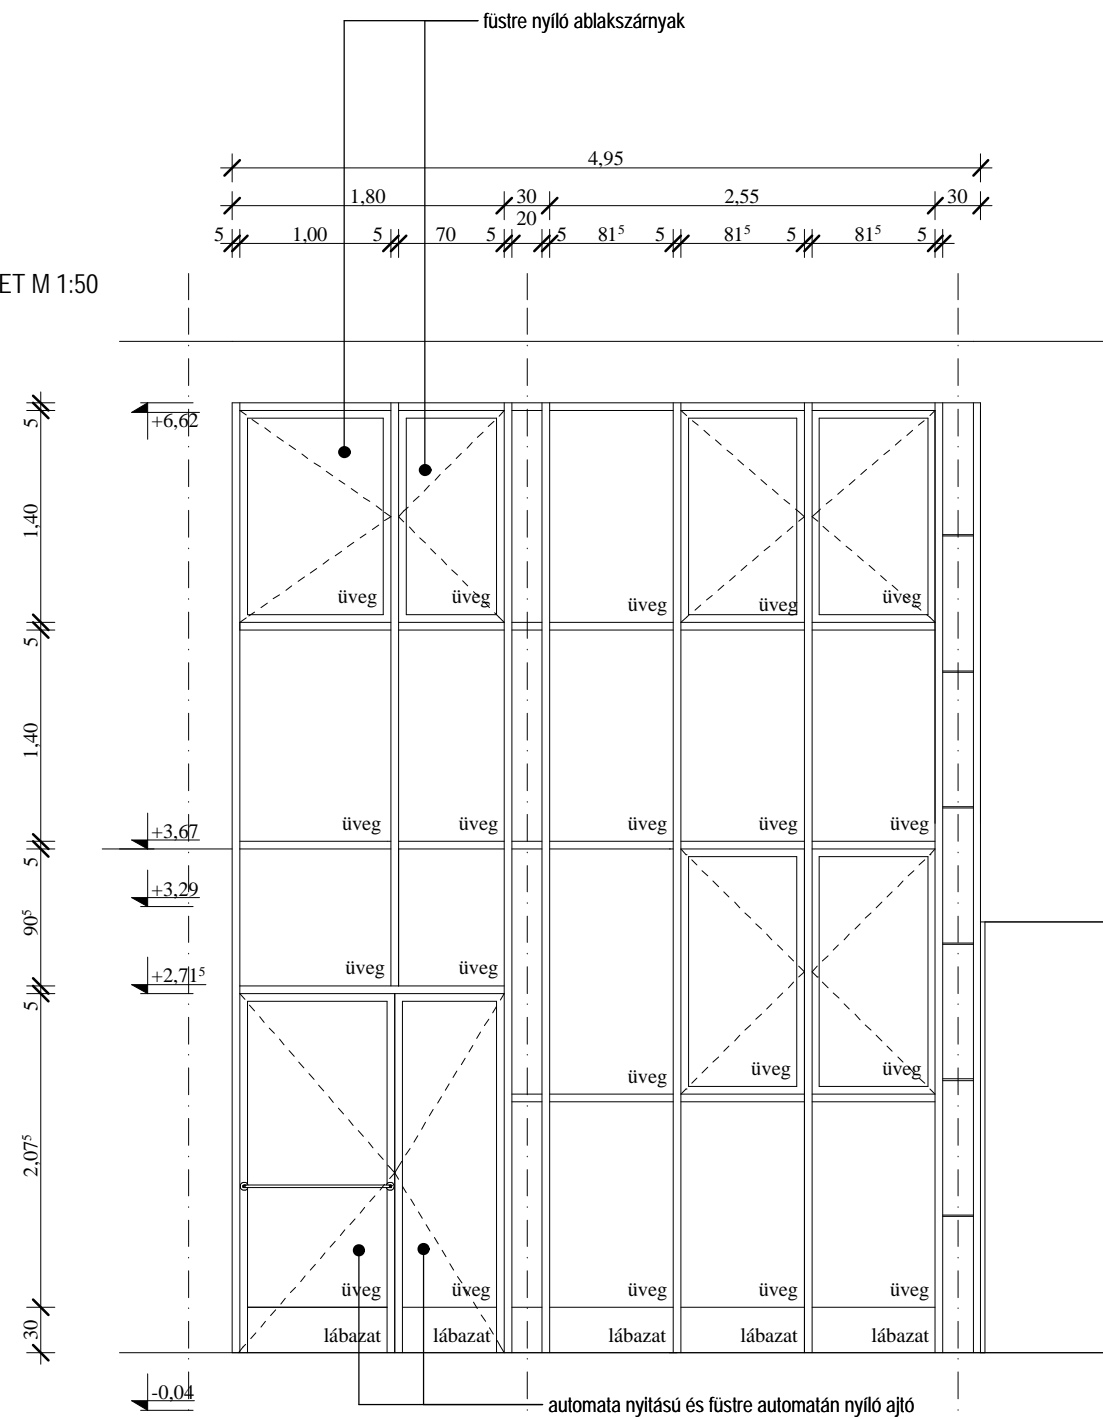 füstre nyíló ablakszárnyak
4,95
1,80 30 2,55 30
20
5 1,00 5 70 5 5 81⁵ 5 81⁵ 5 81⁵ 5
ET M 1:50
5
+6,62
1,40
üveg üveg üveg üveg üveg
5
1,40
üveg üveg üveg üveg üveg
+3,67
5
+3,29
90⁵
üveg üveg
+2,71⁵
5
üveg üveg üveg
2,07⁵
üveg üveg üveg üveg üveg
30
lábazat lábazat lábazat lábazat lábazat
-0,04
automata nyitású és füstre automatán nyíló ajtó